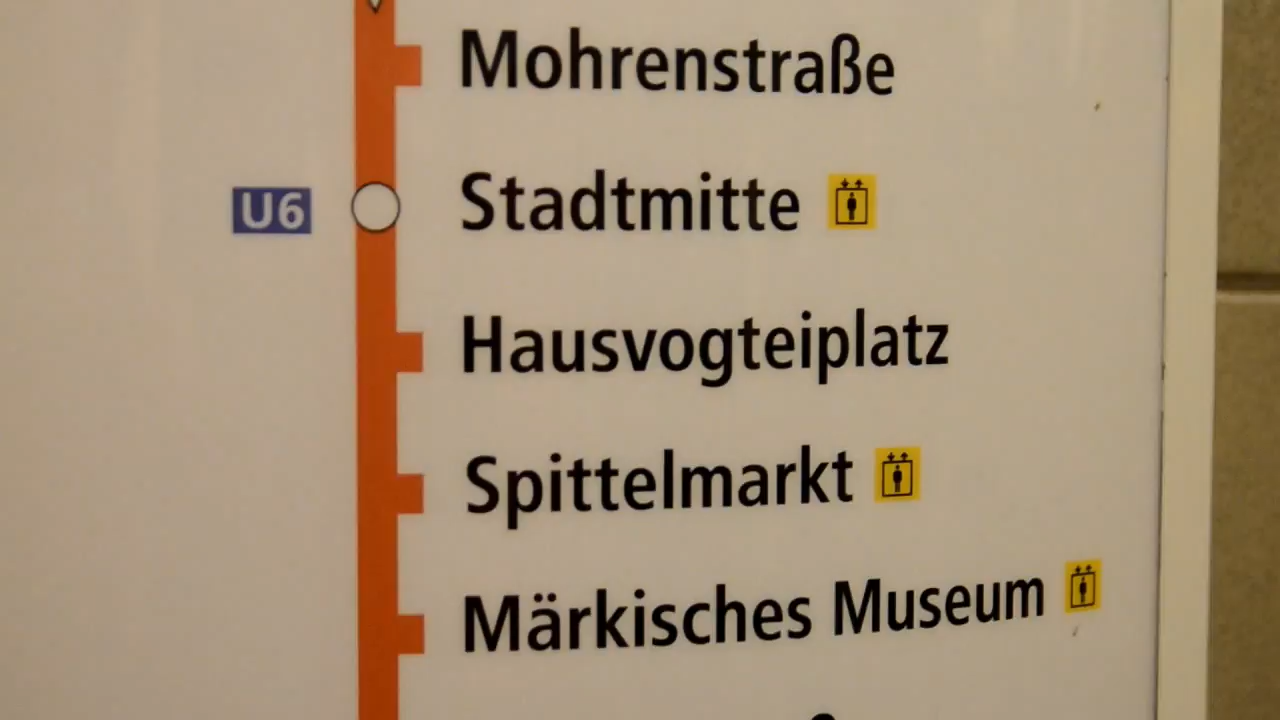 Mohrenstraße
U6 Stadtmitte
Hausvogteiplatz
Spittelmarkt
Märkisches Museum